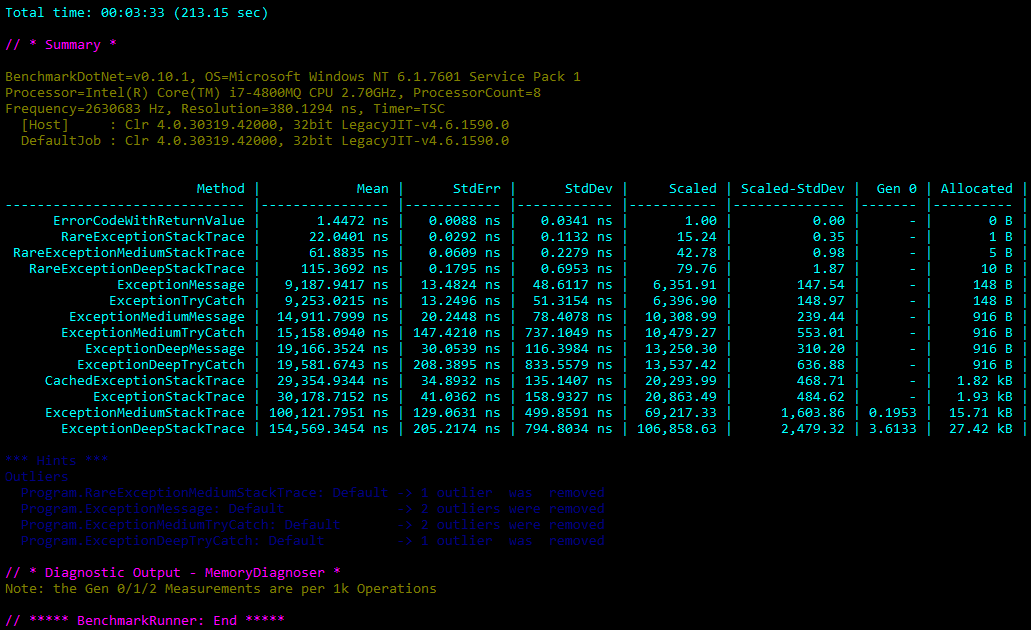 Total time: 00:03:33 (213.15 sec)
// * Summary *
BenchmarkDotNet=v0.10.1, OS=Microsoft Windows NT 6.1.7601 Service Pack 1
Processor=Intel(R) Core(TM) i7-4800MQ CPU 2.70GHz, ProcessorCount=8
Frequency=2630683 Hz, Resolution=380.1294 ns, Timer=TSC
  [Host]     : Clr 4.0.30319.42000, 32bit LegacyJIT-v4.6.1590.0
  DefaultJob : Clr 4.0.30319.42000, 32bit LegacyJIT-v4.6.1590.0
                        Method |            Mean |      StdErr |      StdDev |     Scaled | Scaled-StdDev |  Gen 0 | Allocated |
------------------------------ |---------------- |------------ |------------ |----------- |-------------- |------- |---------- |
      ErrorCodeWithReturnValue |       1.4472 ns |   0.0088 ns |   0.0341 ns |       1.00 |          0.00 |      - |       0 B |
       RareExceptionStackTrace |      22.0401 ns |   0.0292 ns |   0.1132 ns |      15.24 |          0.35 |      - |       1 B |
 RareExceptionMediumStackTrace |      61.8835 ns |   0.0609 ns |   0.2279 ns |      42.78 |          0.98 |      - |       5 B |
   RareExceptionDeepStackTrace |     115.3692 ns |   0.1795 ns |   0.6953 ns |      79.76 |          1.87 |      - |      10 B |
              ExceptionMessage |   9,187.9417 ns |  13.4824 ns |  48.6117 ns |   6,351.91 |        147.54 |      - |     148 B |
             ExceptionTryCatch |   9,253.0215 ns |  13.2496 ns |  51.3154 ns |   6,396.90 |        148.97 |      - |     148 B |
        ExceptionMediumMessage |  14,911.7999 ns |  20.2448 ns |  78.4078 ns |  10,308.99 |        239.44 |      - |     916 B |
       ExceptionMediumTryCatch |  15,158.0940 ns | 147.4210 ns | 737.1049 ns |  10,479.27 |        553.01 |      - |     916 B |
          ExceptionDeepMessage |  19,166.3524 ns |  30.0539 ns | 116.3984 ns |  13,250.30 |        310.20 |      - |     916 B |
         ExceptionDeepTryCatch |  19,581.6743 ns | 208.3895 ns | 833.5579 ns |  13,537.42 |        636.88 |      - |     916 B |
     CachedExceptionStackTrace |  29,354.9344 ns |  34.8932 ns | 135.1407 ns |  20,293.99 |        468.71 |      - |   1.82 kB |
           ExceptionStackTrace |  30,178.7152 ns |  41.0362 ns | 158.9327 ns |  20,863.49 |        484.62 |      - |   1.93 kB |
     ExceptionMediumStackTrace | 100,121.7951 ns | 129.0631 ns | 499.8591 ns |  69,217.33 |      1,603.86 | 0.1953 |  15.71 kB |
       ExceptionDeepStackTrace | 154,569.3454 ns | 205.2174 ns | 794.8034 ns | 106,858.63 |      2,479.32 | 3.6133 |  27.42 kB |
*** Hints ***
Outliers
  Program.RareExceptionMediumStackTrace: Default -> 1 outlier  was  removed
  Program.ExceptionMessage: Default              -> 2 outliers were removed
  Program.ExceptionMediumTryCatch: Default       -> 2 outliers were removed
  Program.ExceptionDeepTryCatch: Default         -> 1 outlier  was  removed
// * Diagnostic Output - MemoryDiagnoser *
Note: the Gen 0/1/2 Measurements are per 1k Operations
// ***** BenchmarkRunner: End *****